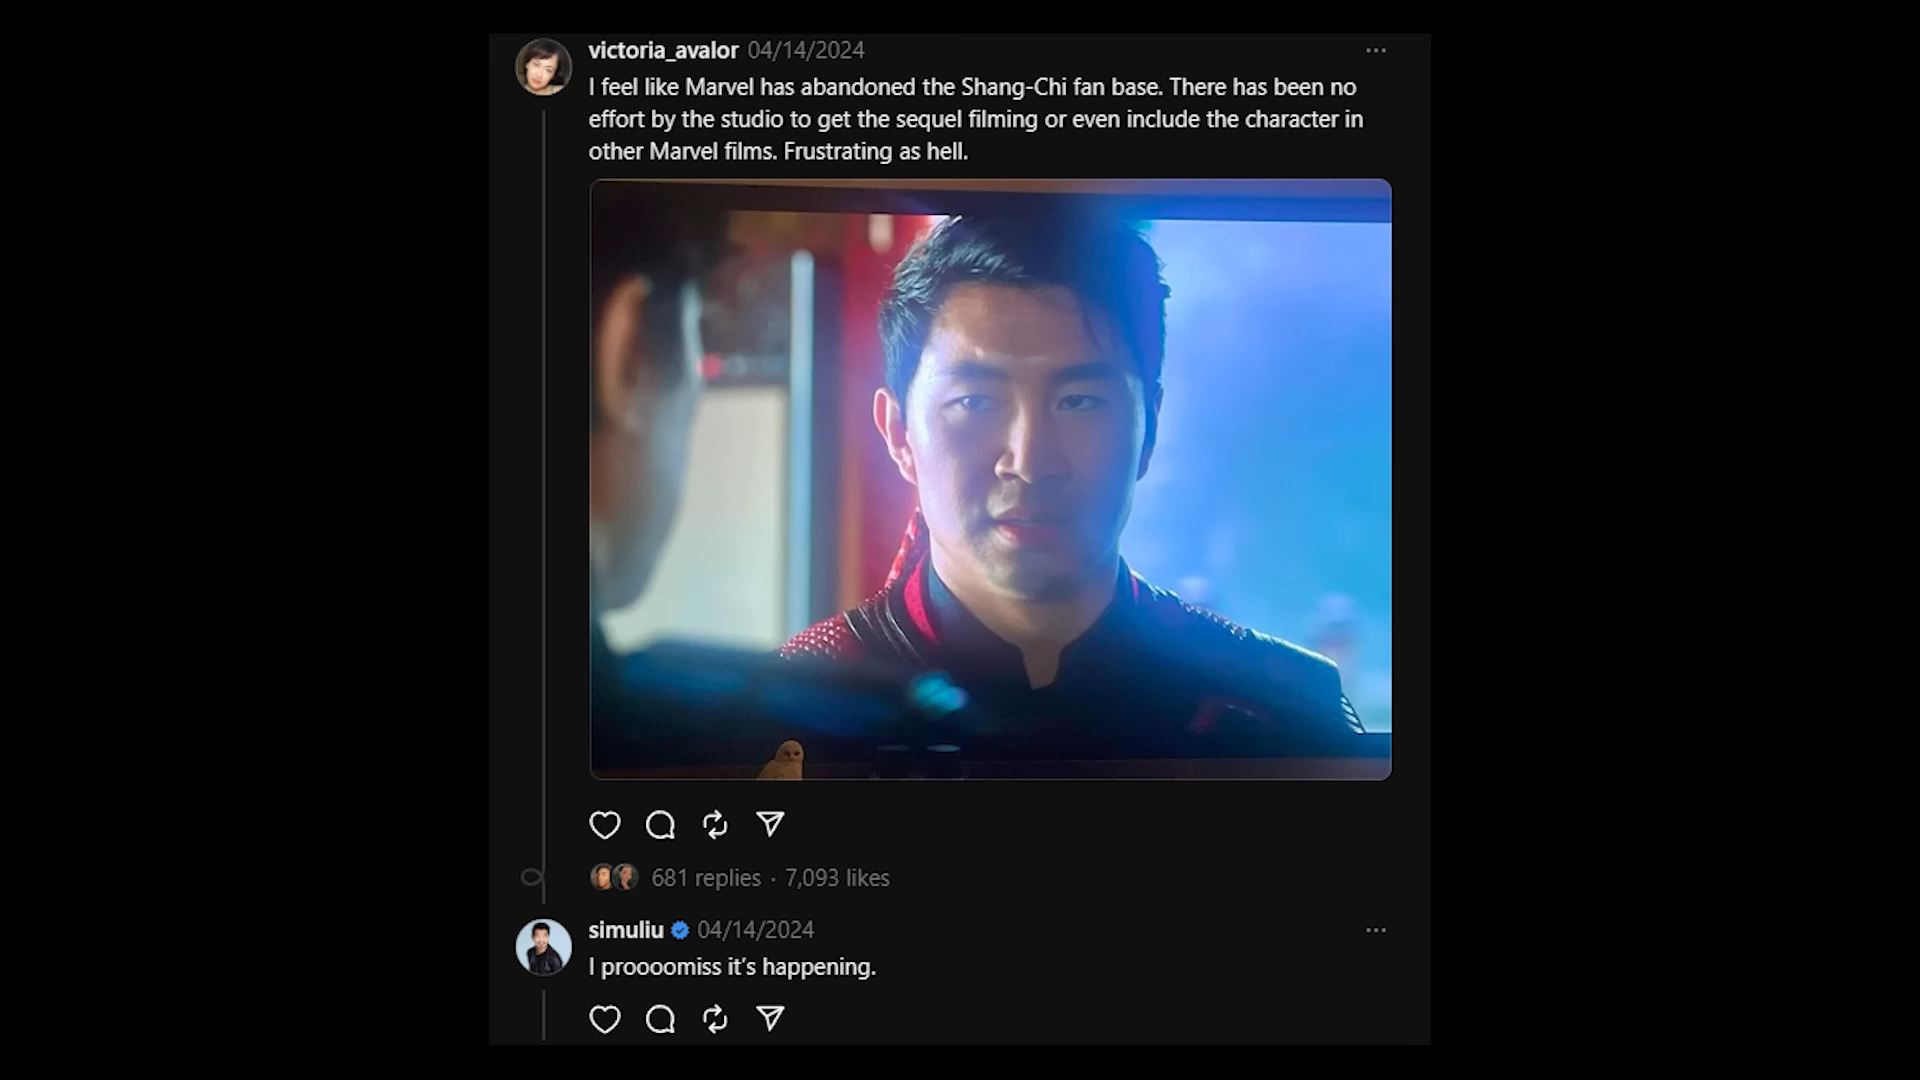 victoria_avalor 04/14/2024
I feel like Marvel has abandoned the Shang-Chi fan base. There has been no
effort by the studio to get the sequel filming or even include the character in
other Marvel films. Frustrating as hell.
681 replies · 7,093 likes
simuliu 04/14/2024
I proooomiss it’s happening.